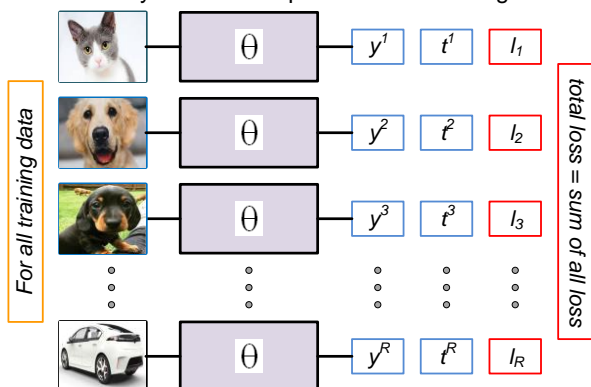 θ y¹ t¹ l₁
θ y² t² l₂
θ y³ t³ l₃
θ yᴿ tᴿ l_R
For all training data
total loss = sum of all loss